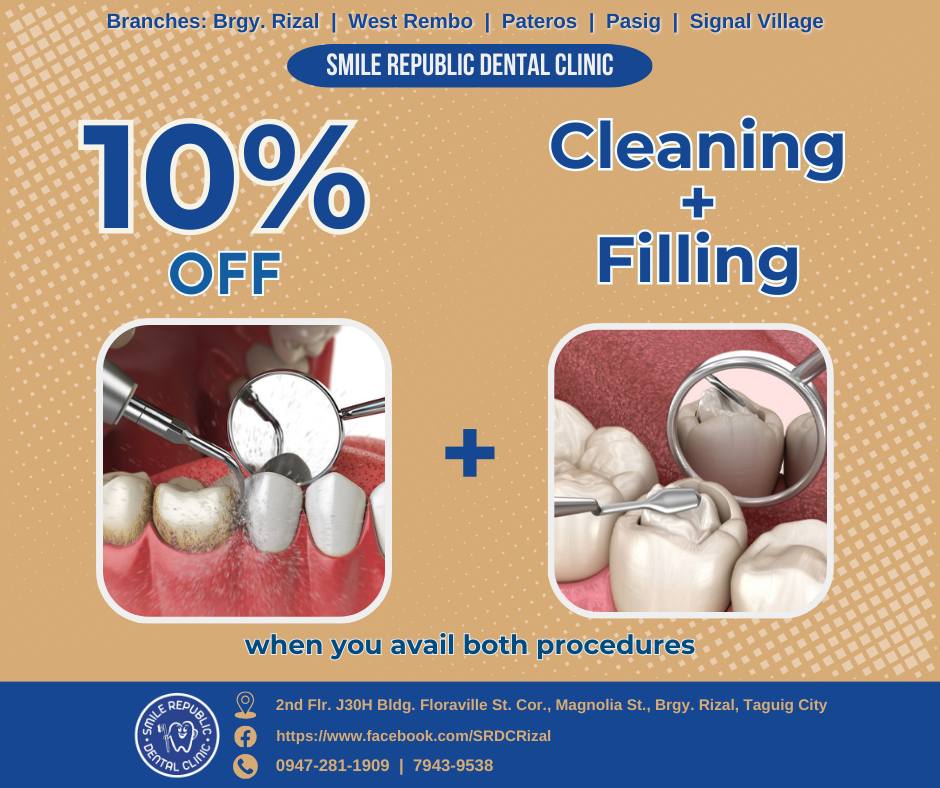 Branches: Brgy. Rizal | West Rembo | Pateros | Pasig | Signal Village
SMILE REPUBLIC DENTAL CLINIC
10%
OFF
Cleaning
+
Filling
+
when you avail both procedures
SMILE REPUBLIC
DENTAL CLINIC
2nd Flr. J30H Bldg. Floraville St. Cor., Magnolia St., Brgy. Rizal, Taguig City
https://www.facebook.com/SRDCRizal
0947-281-1909 | 7943-9538